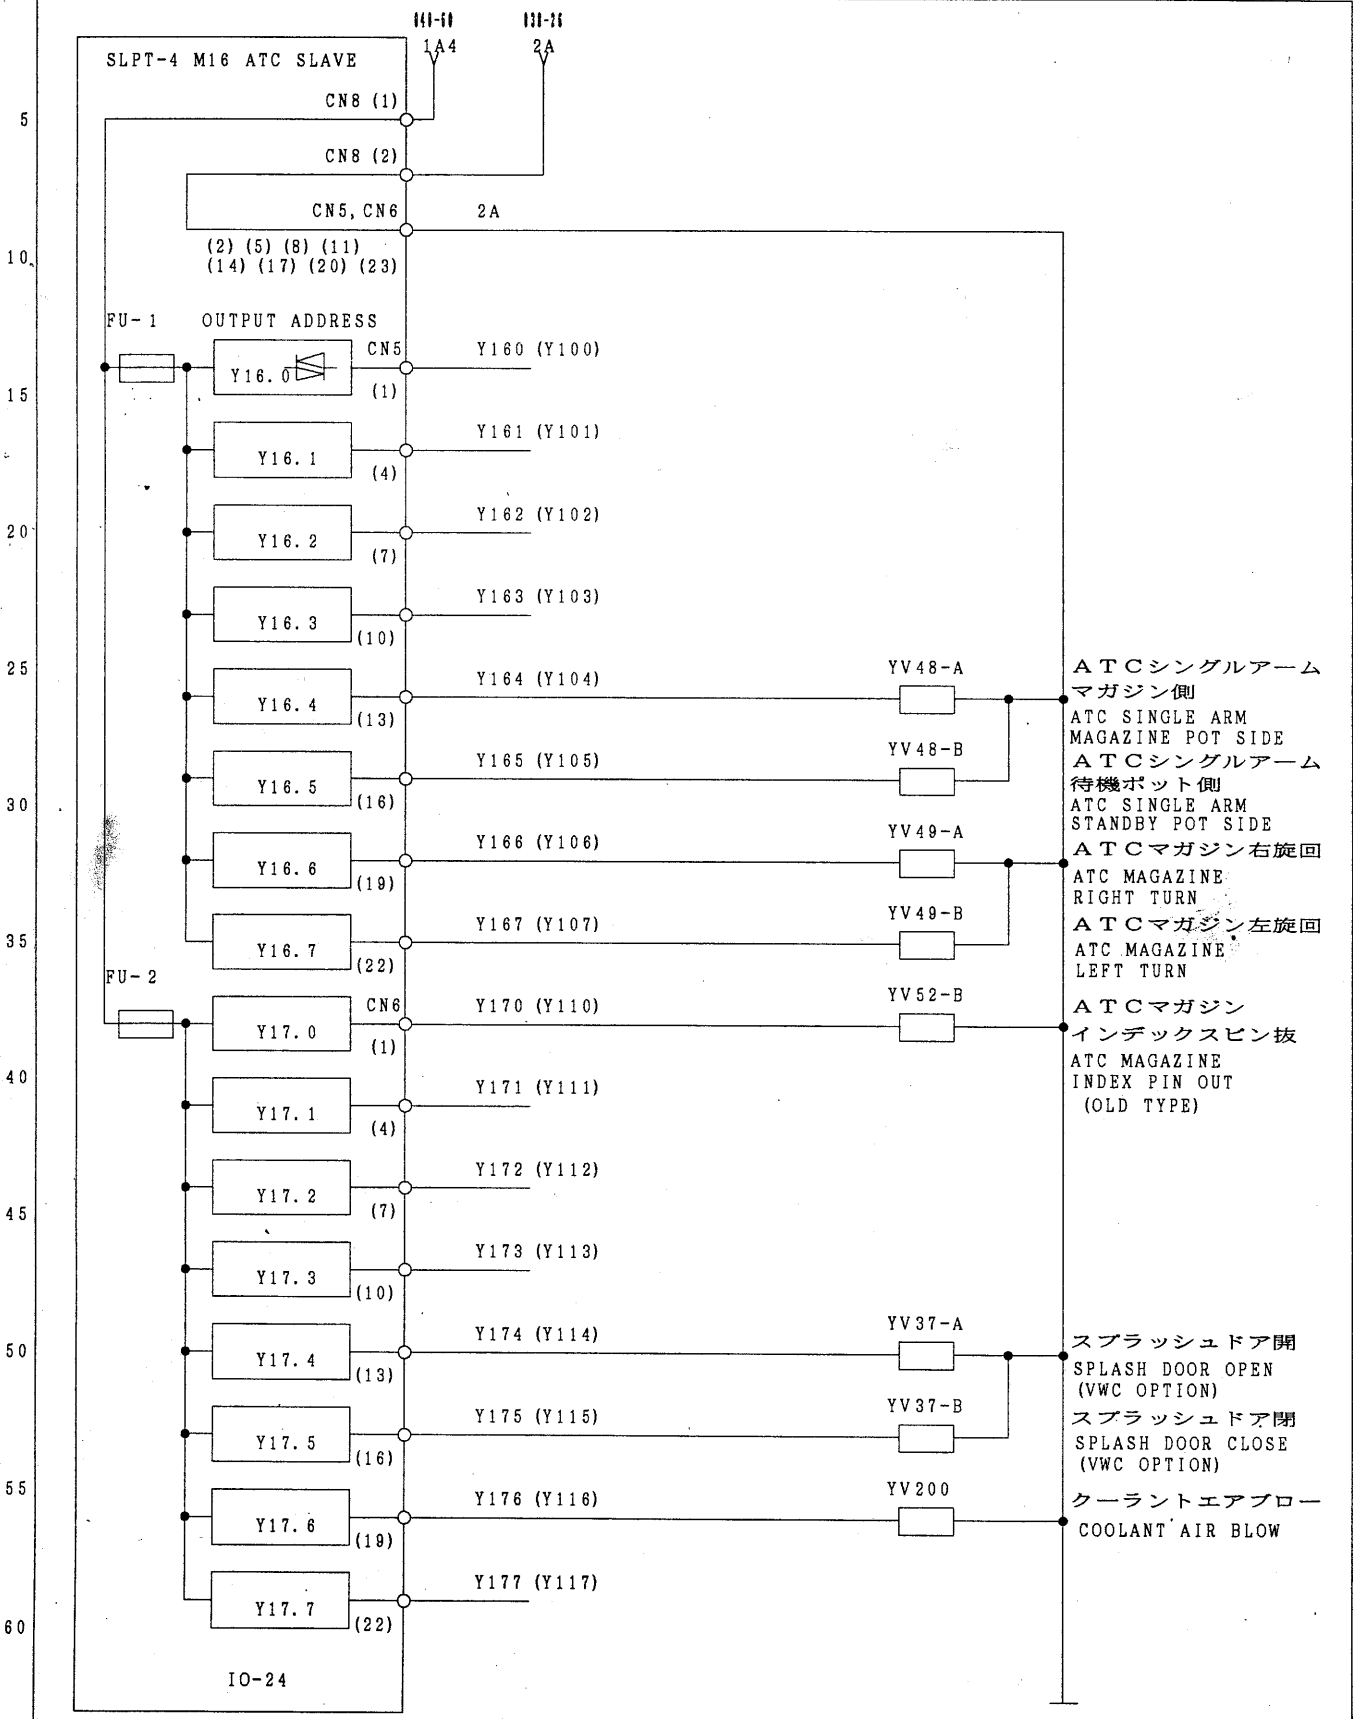 040-60 030-26
1A4 2A
SLPT-4 M16 ATC SLAVE
CN8 (1)
5
CN8 (2)
CN5, CN6 2A
(2) (5) (8) (11)
10
(14) (17) (20) (23)
FU-1 OUTPUT ADDRESS
CN5 Y160 (Y100)
Y16.0
15
(1)
Y161 (Y101)
Y16.1
(4)
Y162 (Y102)
20
Y16.2
(7)
Y163 (Y103)
Y16.3
(10)
25
Y164 (Y104) YV48-A ATCシングルアーム
マガジン側
Y16.4
(13)
ATC SINGLE ARM
MAGAZINE POT SIDE
Y165 (Y105) YV48-B ATCシングルアーム
待機ポット側
Y16.5
30
(16)
ATC SINGLE ARM
STANDBY POT SIDE
Y166 (Y106) YV49-A ATCマガジン右旋回
Y16.6
(19)
ATC MAGAZINE
RIGHT TURN
Y167 (Y107) YV49-B ATCマガジン左旋回
35
Y16.7
(22)
ATC MAGAZINE
LEFT TURN
FU-2
CN6 Y170 (Y110) YV52-B ATCマガジン
インデックスピン抜
Y17.0
(1)
ATC MAGAZINE
INDEX PIN OUT
(OLD TYPE)
40
Y171 (Y111)
Y17.1
(4)
Y172 (Y112)
Y17.2
45
(7)
Y173 (Y113)
Y17.3
(10)
Y174 (Y114) YV37-A スプラッシュドア開
50
Y17.4
(13)
SPLASH DOOR OPEN
(VWC OPTION)
Y175 (Y115) YV37-B スプラッシュドア閉
Y17.5
(16)
SPLASH DOOR CLOSE
(VWC OPTION)
55
Y176 (Y116) YV200 クーラントエアブロー
Y17.6
(19)
COOLANT AIR BLOW
Y177 (Y117)
Y17.7
(22)
60
IO-24